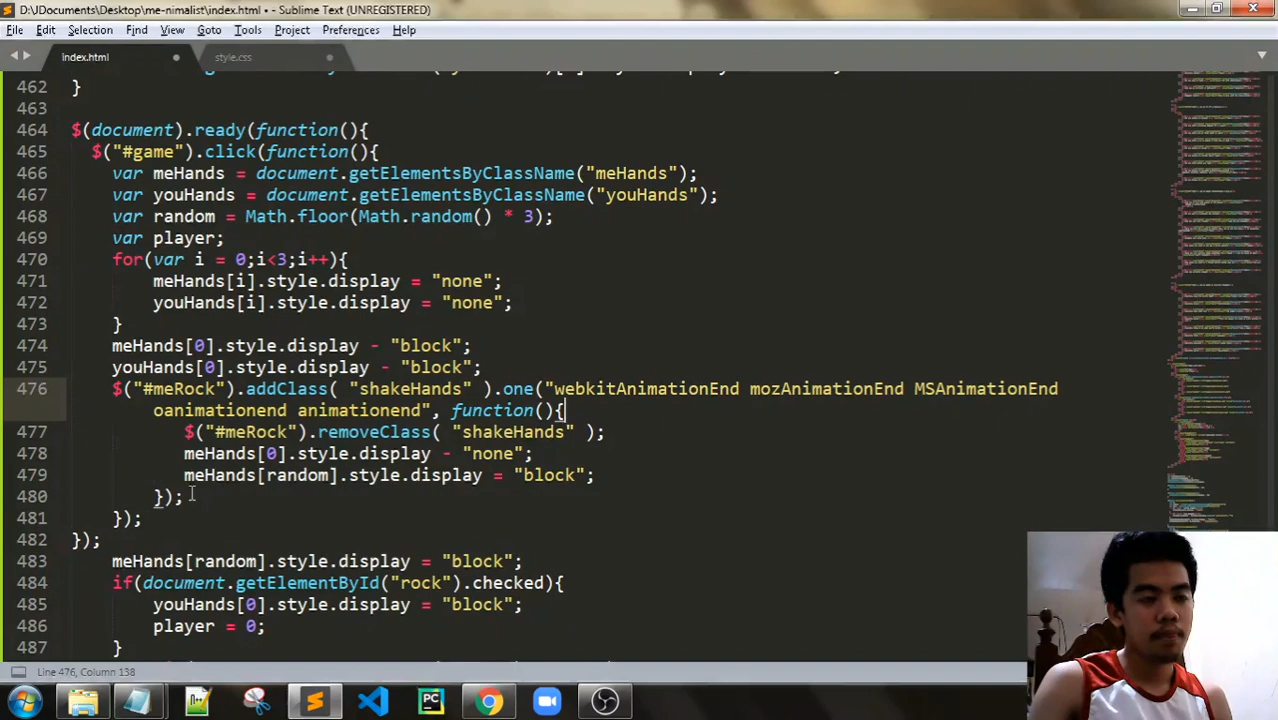 D:\JDocuments\Desktop\me-nimalist\index.html • - Sublime Text (UNREGISTERED)
File Edit Selection Find View Goto Tools Project Preferences Help
index.html style.css
462 }
463
464 $(document).ready(function(){
465 $("#game").click(function(){
466 var meHands = document.getElementsByClassName("meHands");
467 var youHands = document.getElementsByClassName("youHands");
468 var random = Math.floor(Math.random() * 3);
469 var player;
470 for(var i = 0;i<3;i++){
471 meHands[i].style.display = "none";
472 youHands[i].style.display = "none";
473 }
474 meHands[0].style.display - "block";
475 youHands[0].style.display - "block";
476 $("#meRock").addClass( "shakeHands" ).one("webkitAnimationEnd mozAnimationEnd MSAnimationEnd
oanimationend animationend", function(){
477 $("#meRock").removeClass( "shakeHands" );
478 meHands[0].style.display - "none";
479 meHands[random].style.display = "block";
480 });
481 });
482 });
483 meHands[random].style.display = "block";
484 if(document.getElementById("rock").checked){
485 youHands[0].style.display = "block";
486 player = 0;
487 }
Line 476, Column 138